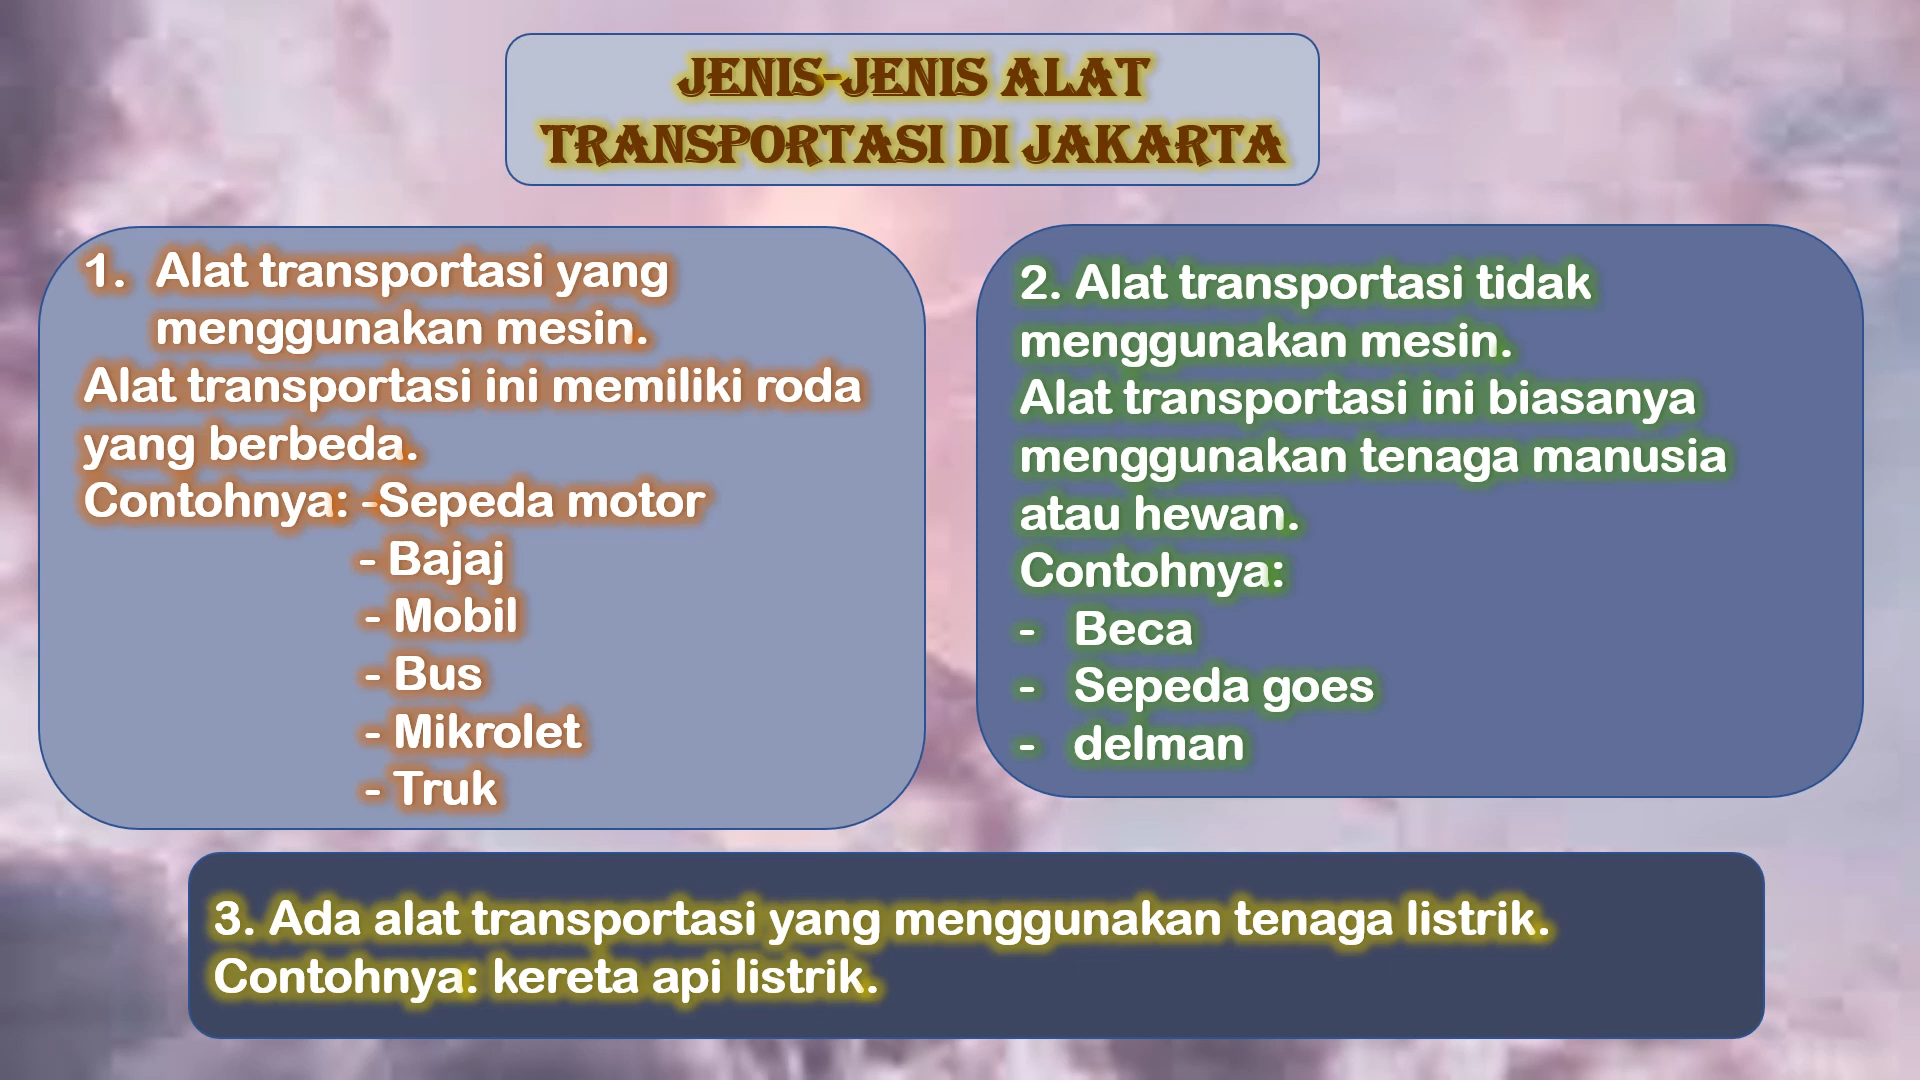 JENIS-JENIS ALAT
TRANSPORTASI DI JAKARTA
1. Alat transportasi yang
menggunakan mesin.
Alat transportasi ini memiliki roda
yang berbeda.
Contohnya: -Sepeda motor
- Bajaj
- Mobil
- Bus
- Mikrolet
- Truk
2. Alat transportasi tidak
menggunakan mesin.
Alat transportasi ini biasanya
menggunakan tenaga manusia
atau hewan.
Contohnya:
- Beca
- Sepeda goes
- delman
3. Ada alat transportasi yang menggunakan tenaga listrik.
Contohnya: kereta api listrik.